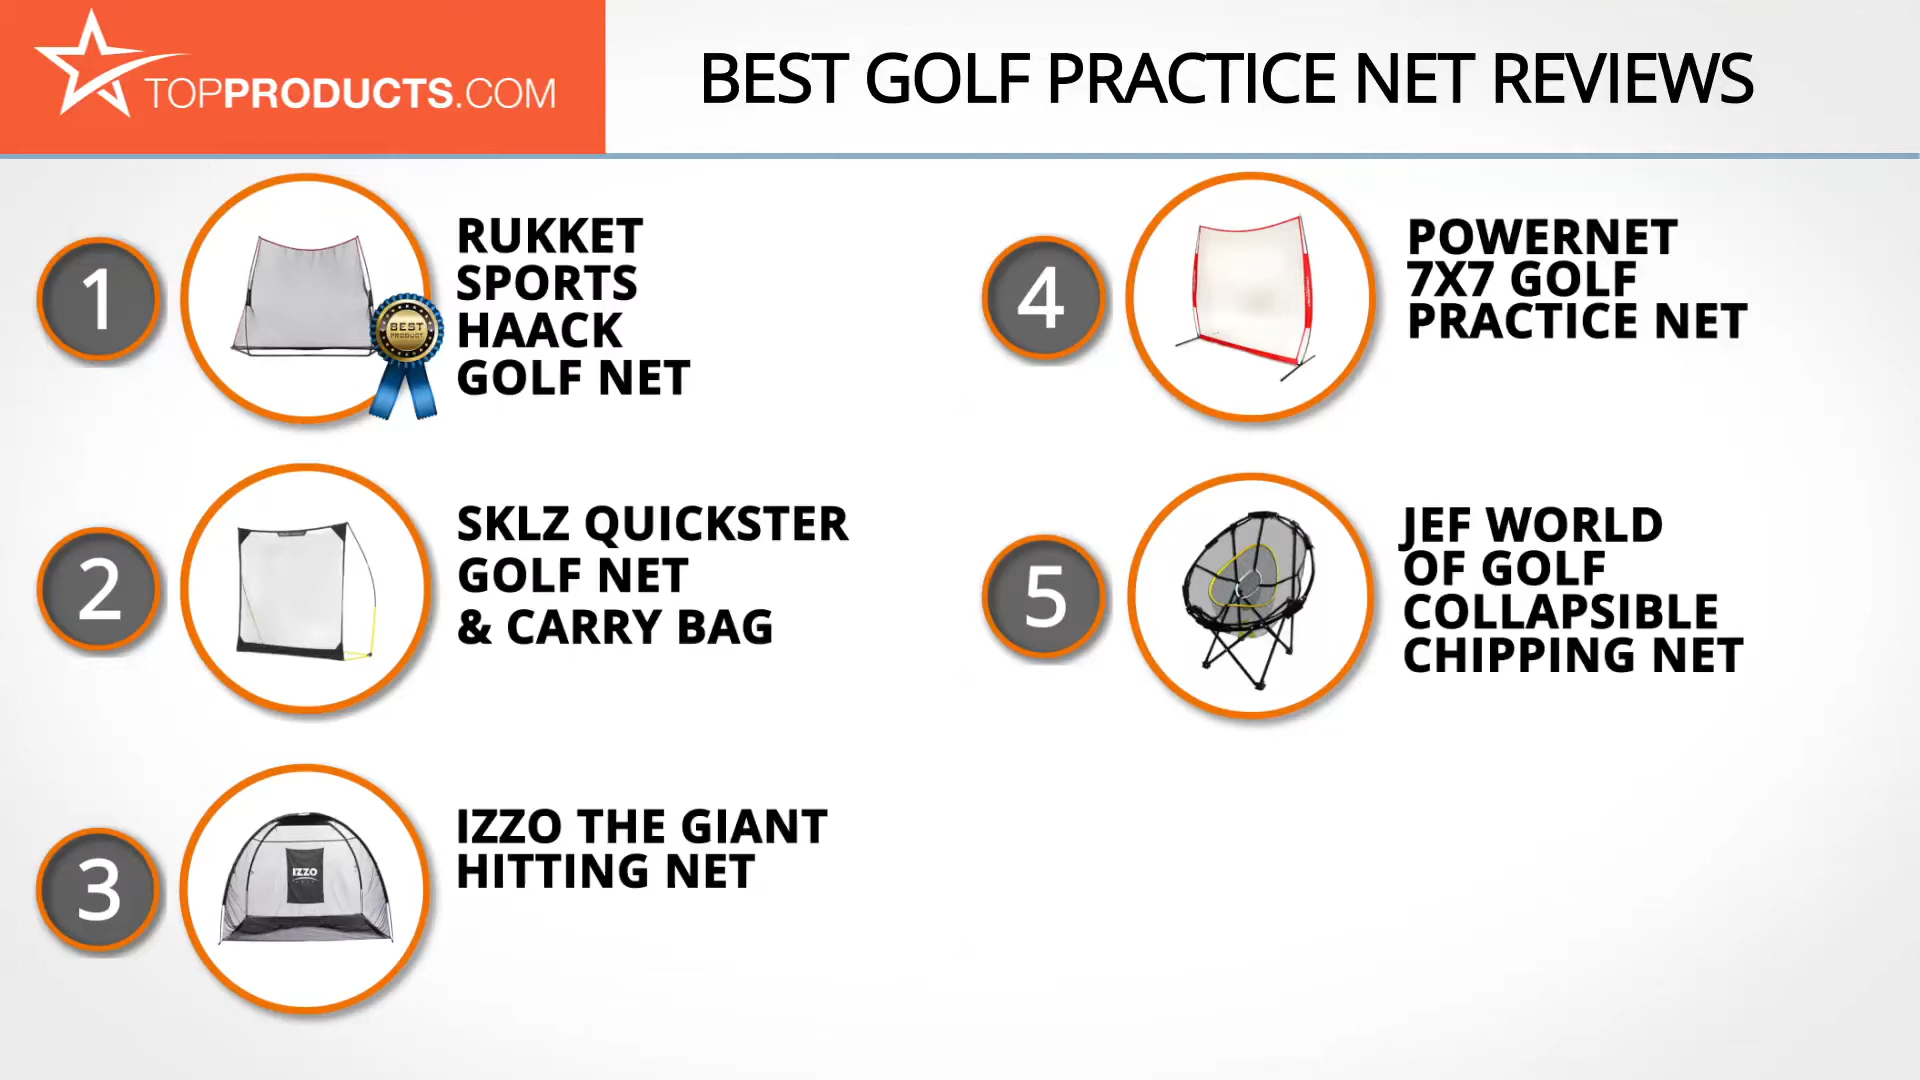 TOPPRODUCTS.COM
BEST GOLF PRACTICE NET REVIEWS
1
BEST
PRODUCT
RUKKET
SPORTS
HAACK
GOLF NET
2
SKLZ QUICKSTER
GOLF NET
& CARRY BAG
3
IZZO
IZZO THE GIANT
HITTING NET
4
POWERNET
7X7 GOLF
PRACTICE NET
5
JEF WORLD
OF GOLF
COLLAPSIBLE
CHIPPING NET